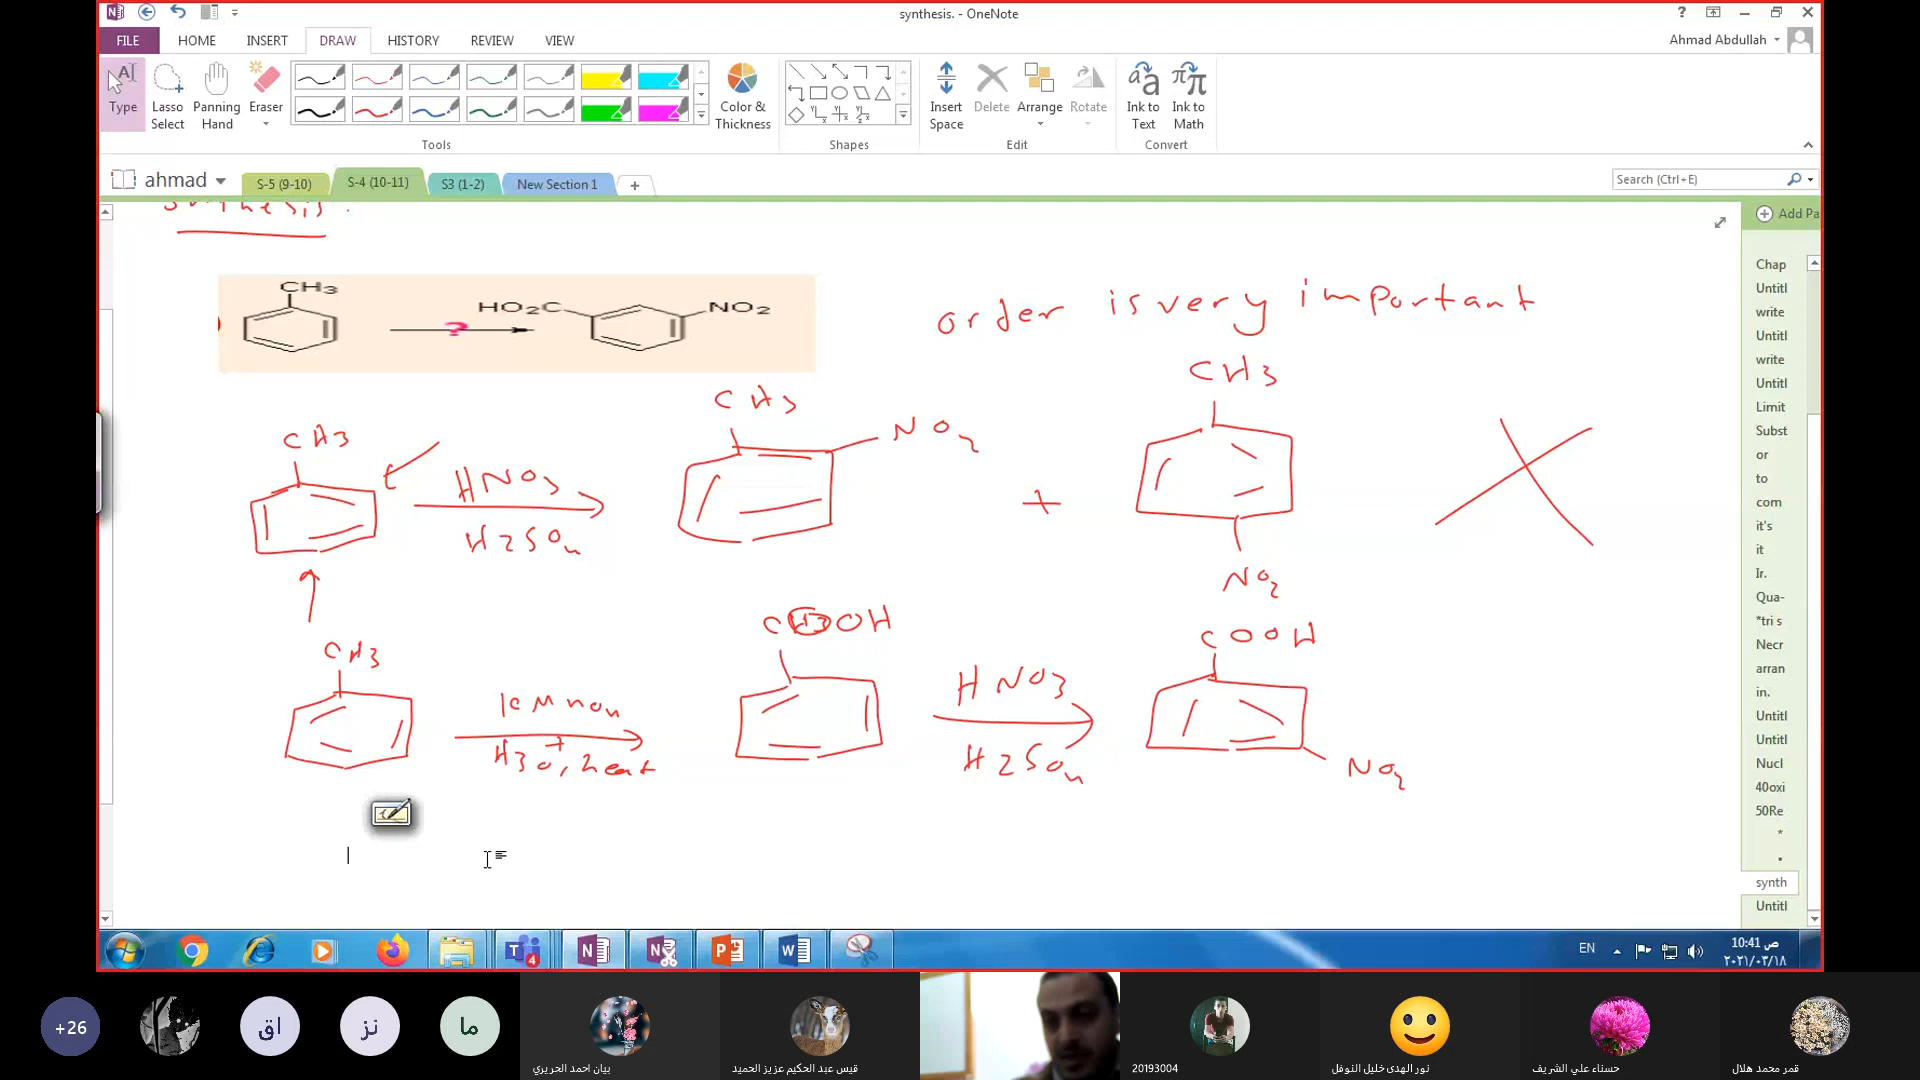 synthesis. - OneNote
FILE HOME INSERT DRAW HISTORY REVIEW VIEW
Ahmad Abdullah
Type Lasso Select Panning Hand Eraser
Color & Thickness
Insert Space Delete Arrange Rotate
Ink to Text Ink to Math
Tools Shapes Edit Convert
ahmad S-5 (9-10) S-4 (10-11) S3 (1-2) New Section 1 +
Search (Ctrl+E)
synthesis.
CH3
?
HO2C NO2
order is very important
CH3 HNO3 H2SO4
CH3 NO2
+
CH3 NO2
CH3 KMnO4 H3O+, heat
COOH HNO3 H2SO4
COOH NO2
Add Pa
Chap
Untitl
write
Untitl
write
Untitl
Limit
Subst
or
to
com
it's
it
Ir.
Qua-
*tri s
Necr
arran
in.
Untitl
Untitl
Nucl
40oxi
50Re
*
synth
Untitl
4
EN
10:41 ص
٢٠٢١/٠٣/١٨
+26
اق
نز
ما
بيان احمد الحريري
قيس عبد الحكيم عزيز الحميد
20193004
نور الهدى خليل النوفل
حسناء علي الشريف
قمر محمد هلال